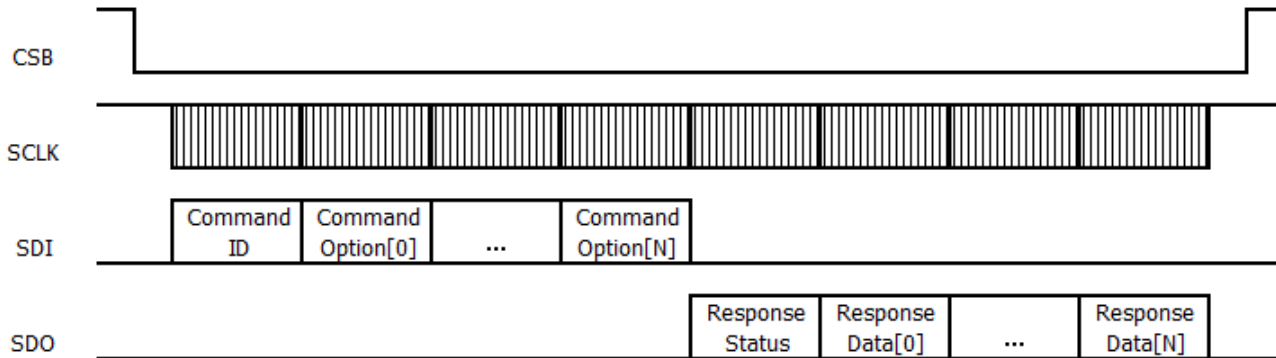 CSB
SCLK
SDI
Command
ID
Command
Option[0]
...
Command
Option[N]
SDO
Response
Status
Response
Data[0]
...
Response
Data[N]